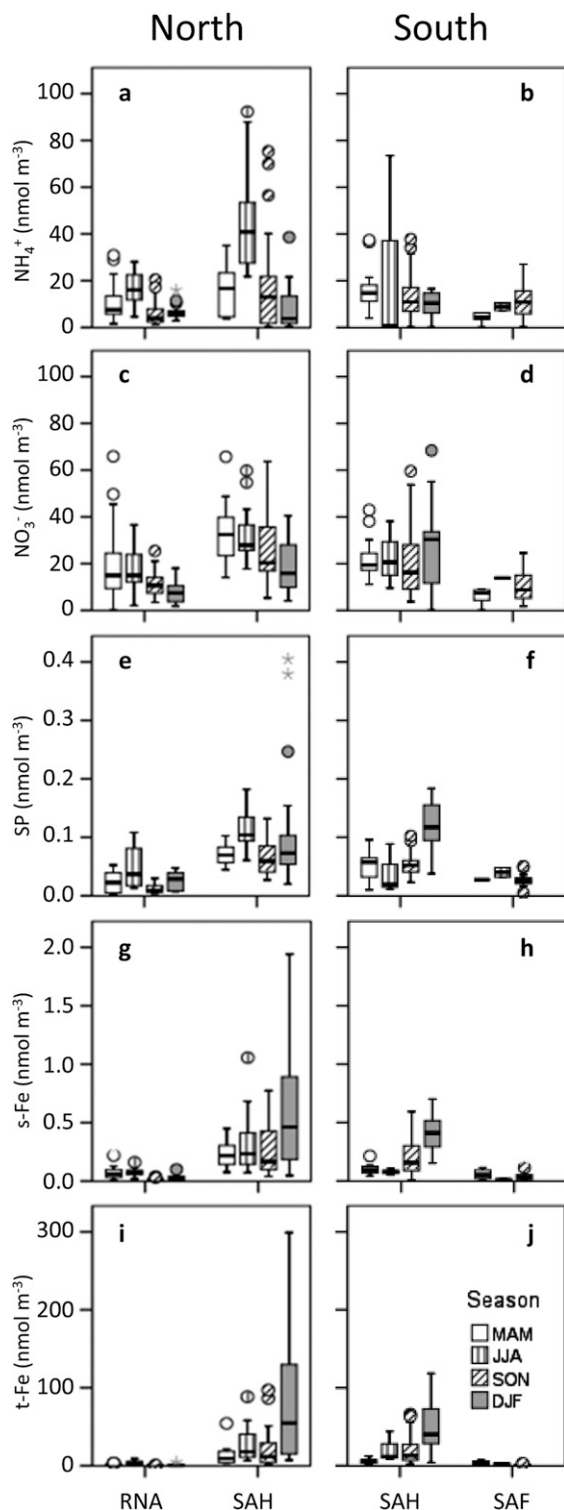 North South
a b
NH₄⁺ (nmol m⁻³)
100
80
60
40
20
0
c d
NO₃⁻ (nmol m⁻³)
100
80
60
40
20
0
e f
SP (nmol m⁻³)
0.4
0.3
0.2
0.1
0.0
g h
s-Fe (nmol m⁻³)
2.0
1.5
1.0
0.5
0.0
i j
t-Fe (nmol m⁻³)
300
200
100
0
Season
MAM
JJA
SON
DJF
RNA SAH SAH SAF